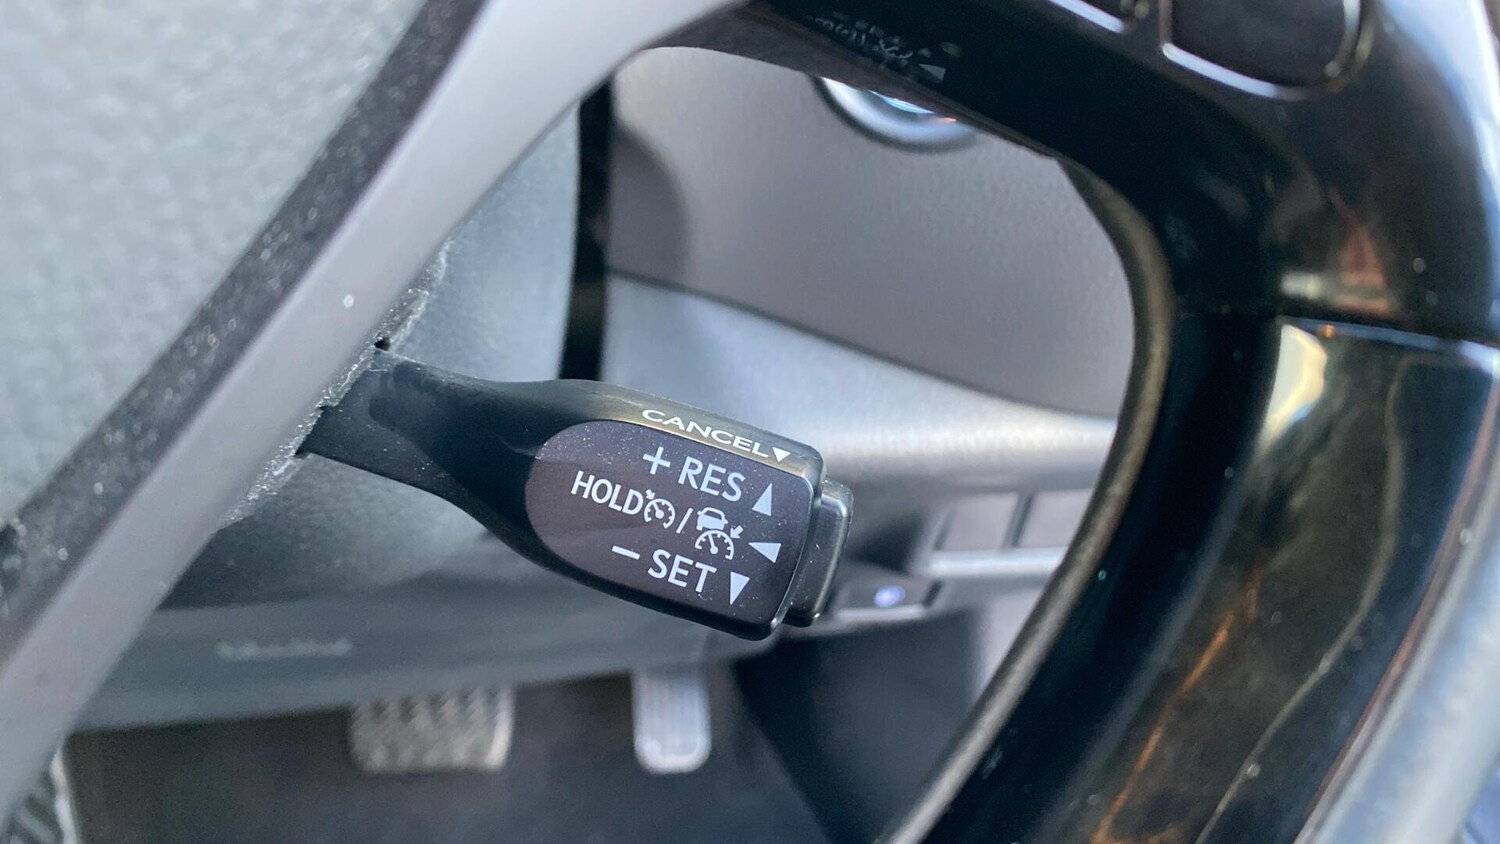 CANCEL▼
+ RES ▲
HOLD / ◀
− SET ▼